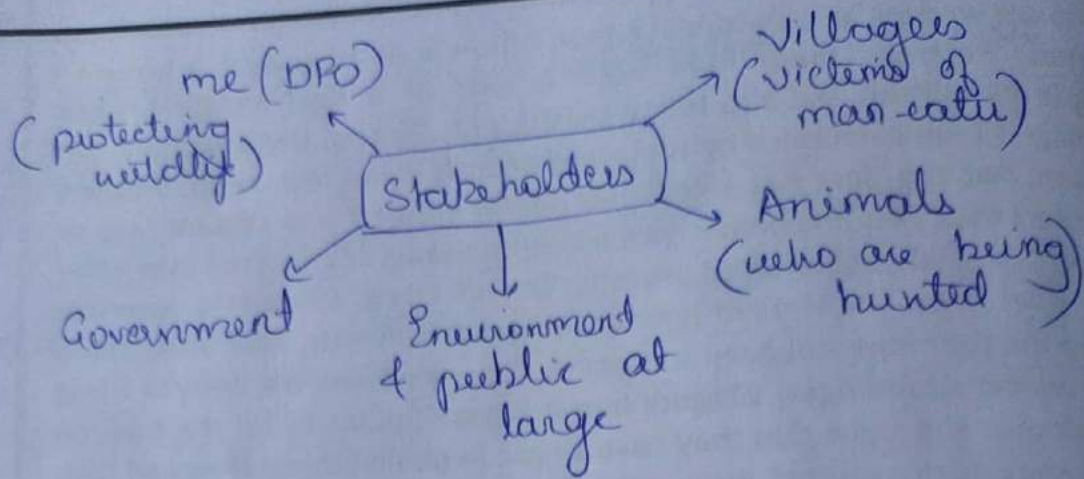 me (DFO)
(protecting
wildlife)
Villagers
(victims of
man-eater)
Stakeholders
Animals
(who are being
hunted)
Government
Environment
& public at
large